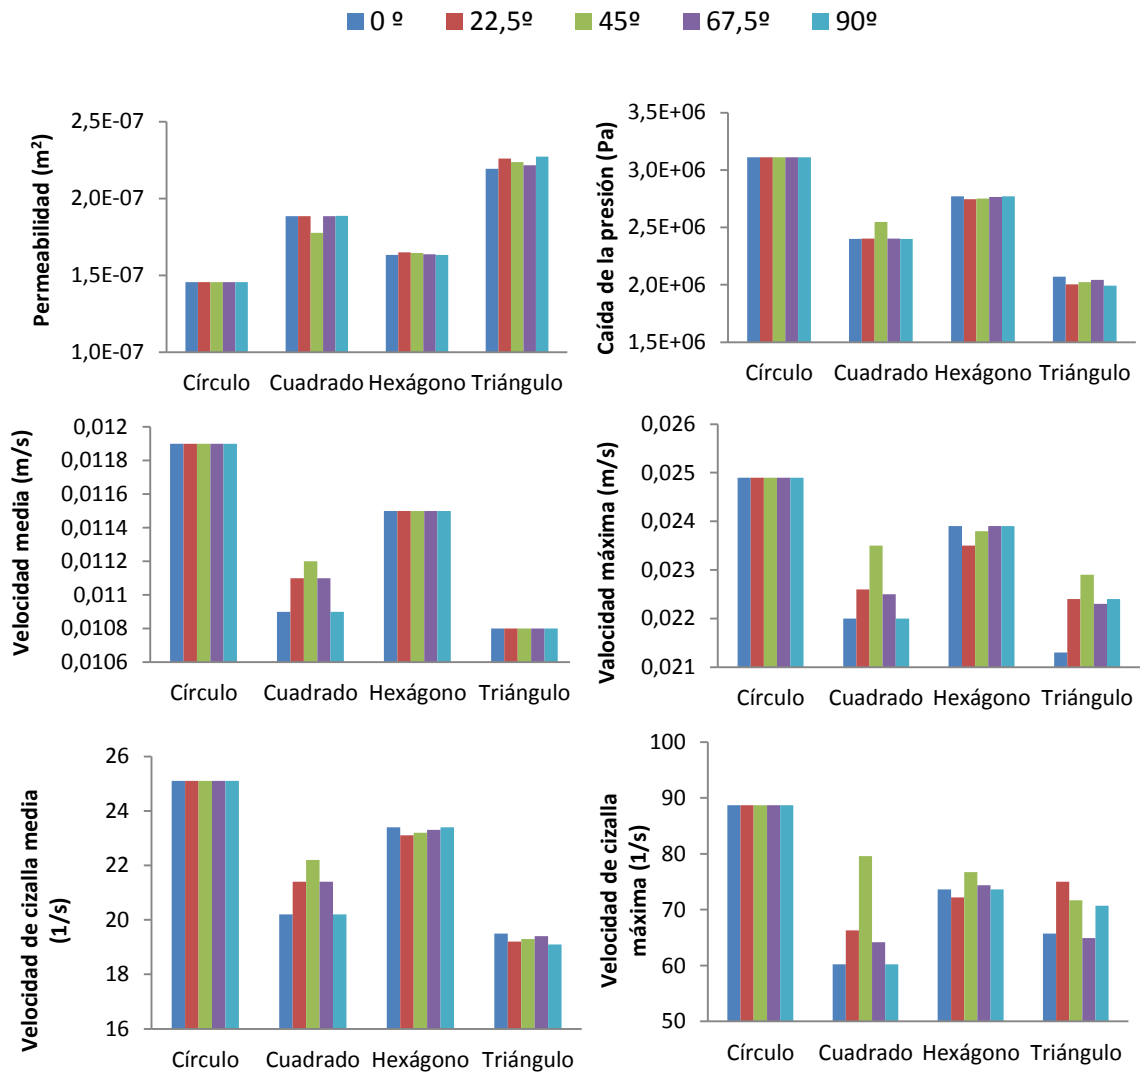 0 º 22,5º 45º 67,5º 90º
Permeabilidad (m²)
2,5E-07
2,0E-07
1,5E-07
1,0E-07
Círculo Cuadrado Hexágono Triángulo
Caída de la presión (Pa)
3,5E+06
3,0E+06
2,5E+06
2,0E+06
1,5E+06
Círculo Cuadrado Hexágono Triángulo
Velocidad media (m/s)
0,012
0,0118
0,0116
0,0114
0,0112
0,011
0,0108
0,0106
Círculo Cuadrado Hexágono Triángulo
Valocidad máxima (m/s)
0,026
0,025
0,024
0,023
0,022
0,021
Círculo Cuadrado Hexágono Triángulo
Velocidad de cizalla media
(1/s)
26
24
22
20
18
16
Círculo Cuadrado Hexágono Triángulo
Velocidad de cizalla
máxima (1/s)
100
90
80
70
60
50
Círculo Cuadrado Hexágono Triángulo